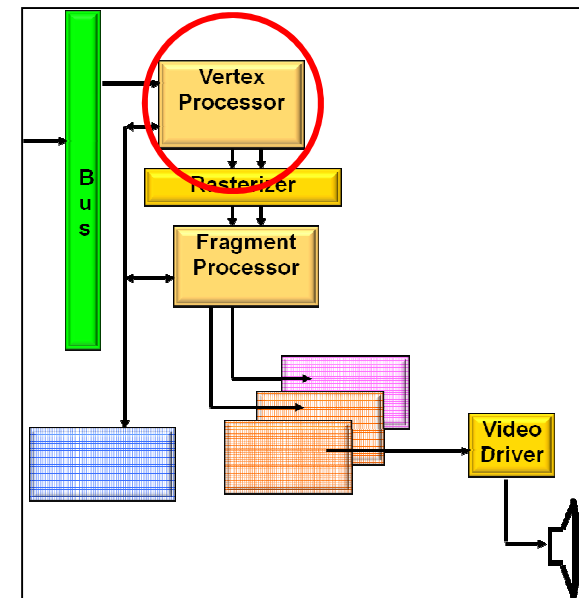 Vertex
Processor
B
u
s
Rasterizer
Fragment
Processor
Video
Driver